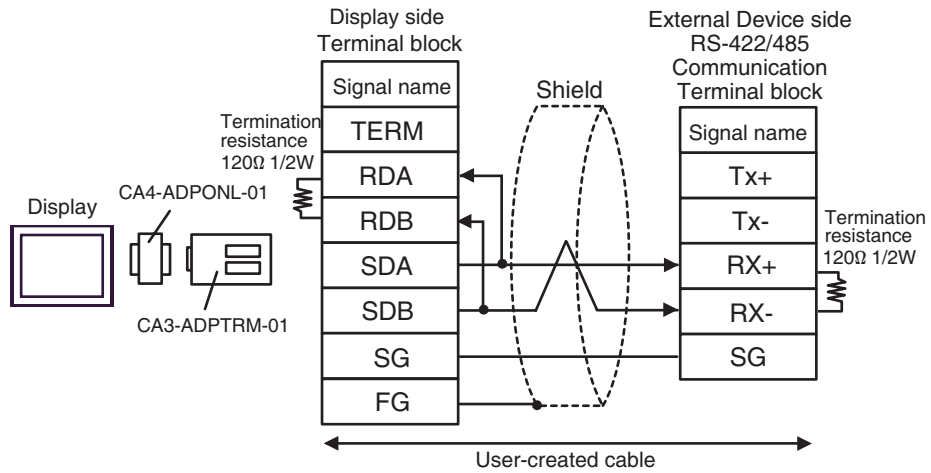 Display side
Terminal block
Signal name
TERM
RDA
RDB
SDA
SDB
SG
FG
Termination
resistance
120Ω 1/2W
CA4-ADPONL-01
Display
CA3-ADPTRM-01
Shield
External Device side
RS-422/485
Communication
Terminal block
Signal name
Tx+
Tx-
RX+
RX-
SG
Termination
resistance
120Ω 1/2W
User-created cable